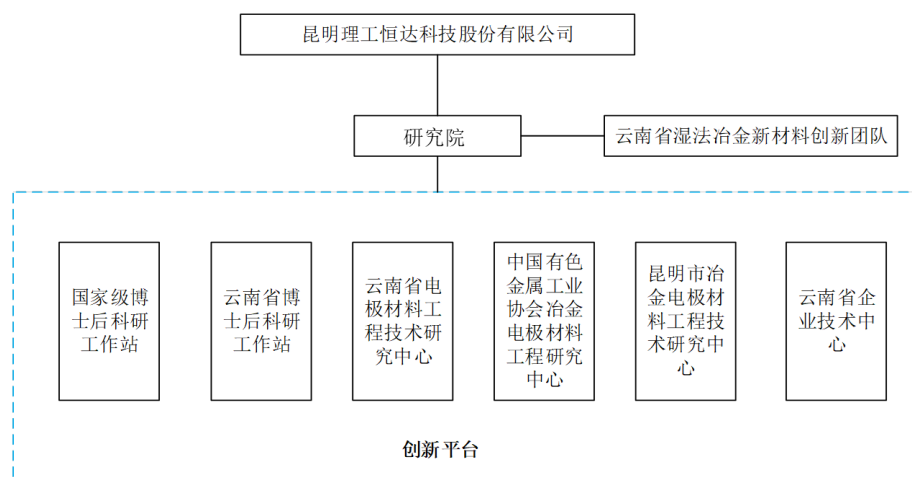 昆明理工恒达科技股份有限公司
研究院
云南省湿法冶金新材料创新团队
国家级博
士后科研
工作站
云南省博
士后科研
工作站
云南省电
极材料工
程技术研
究中心
中国有色
金属工业
协会冶金
电极材料
工程研究
中心
昆明市冶
金电极材
料工程技
术研究中
心
云南省企
业技术中
心
创新平台